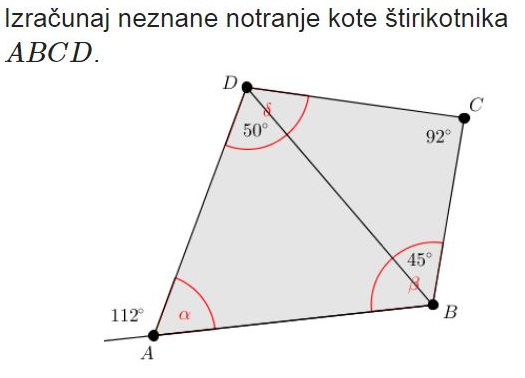 Izračunaj neznane notranje kote štirikotnika
ABCD.
D
C
δ
50°
92°
45°
β
B
112°
α
A